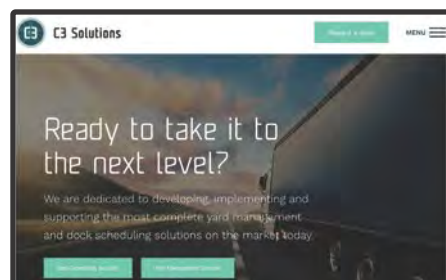 C3 C3 Solutions
MENU
Ready to take it to
the next level?
We are dedicated to developing, implementing and
supporting the most complete yard management
and dock scheduling solutions on the market today.